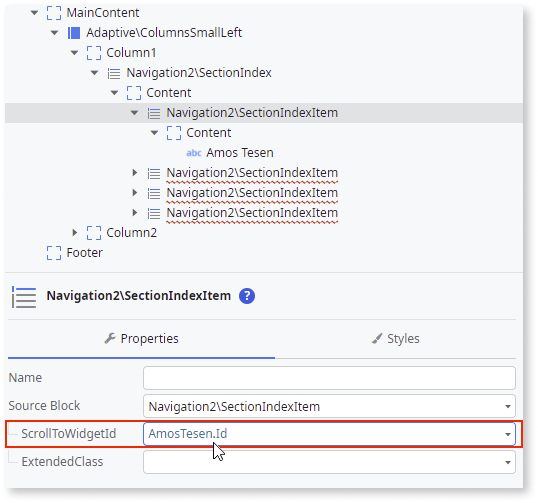 MainContent
Adaptive\ColumnsSmallLeft
Column1
Navigation2\SectionIndex
Content
Navigation2\SectionIndexItem
Content
abc Amos Tesen
Navigation2\SectionIndexItem
Navigation2\SectionIndexItem
Navigation2\SectionIndexItem
Column2
Footer
Navigation2\SectionIndexItem ?
Properties Styles
Name
Source Block Navigation2\SectionIndexItem
ScrollToWidgetId AmosTesen.Id
ExtendedClass